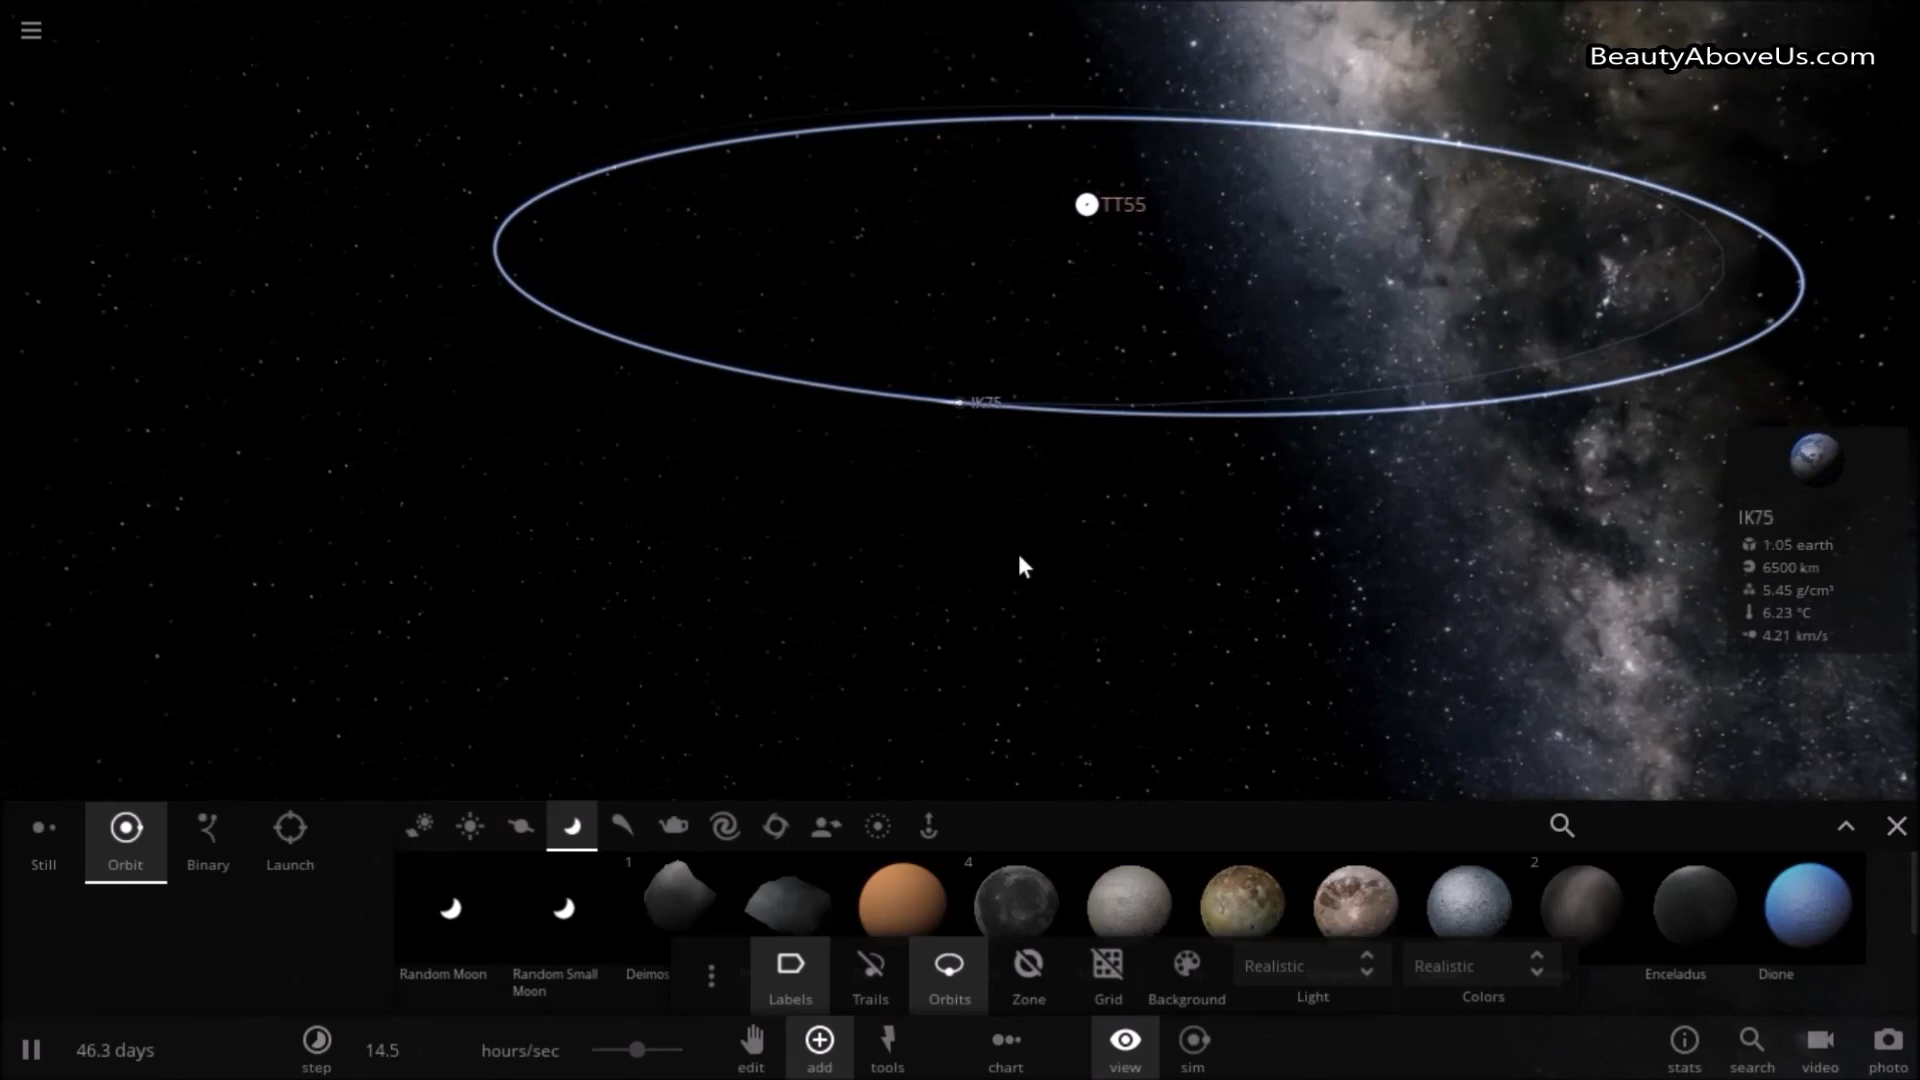 BeautyAboveUs.com
TT55
IK75
IK75
1.05 earth
6500 km
5.45 g/cm³
6.23 °C
4.21 km/s
Still
Orbit
Binary
Launch
1
4
2
Random Moon
Random Small
Moon
Deimos
Enceladus
Dione
Labels
Trails
Orbits
Zone
Grid
Background
Realistic
Light
Realistic
Colors
46.3 days
step
14.5
hours/sec
edit
add
tools
chart
view
sim
stats
search
video
photo